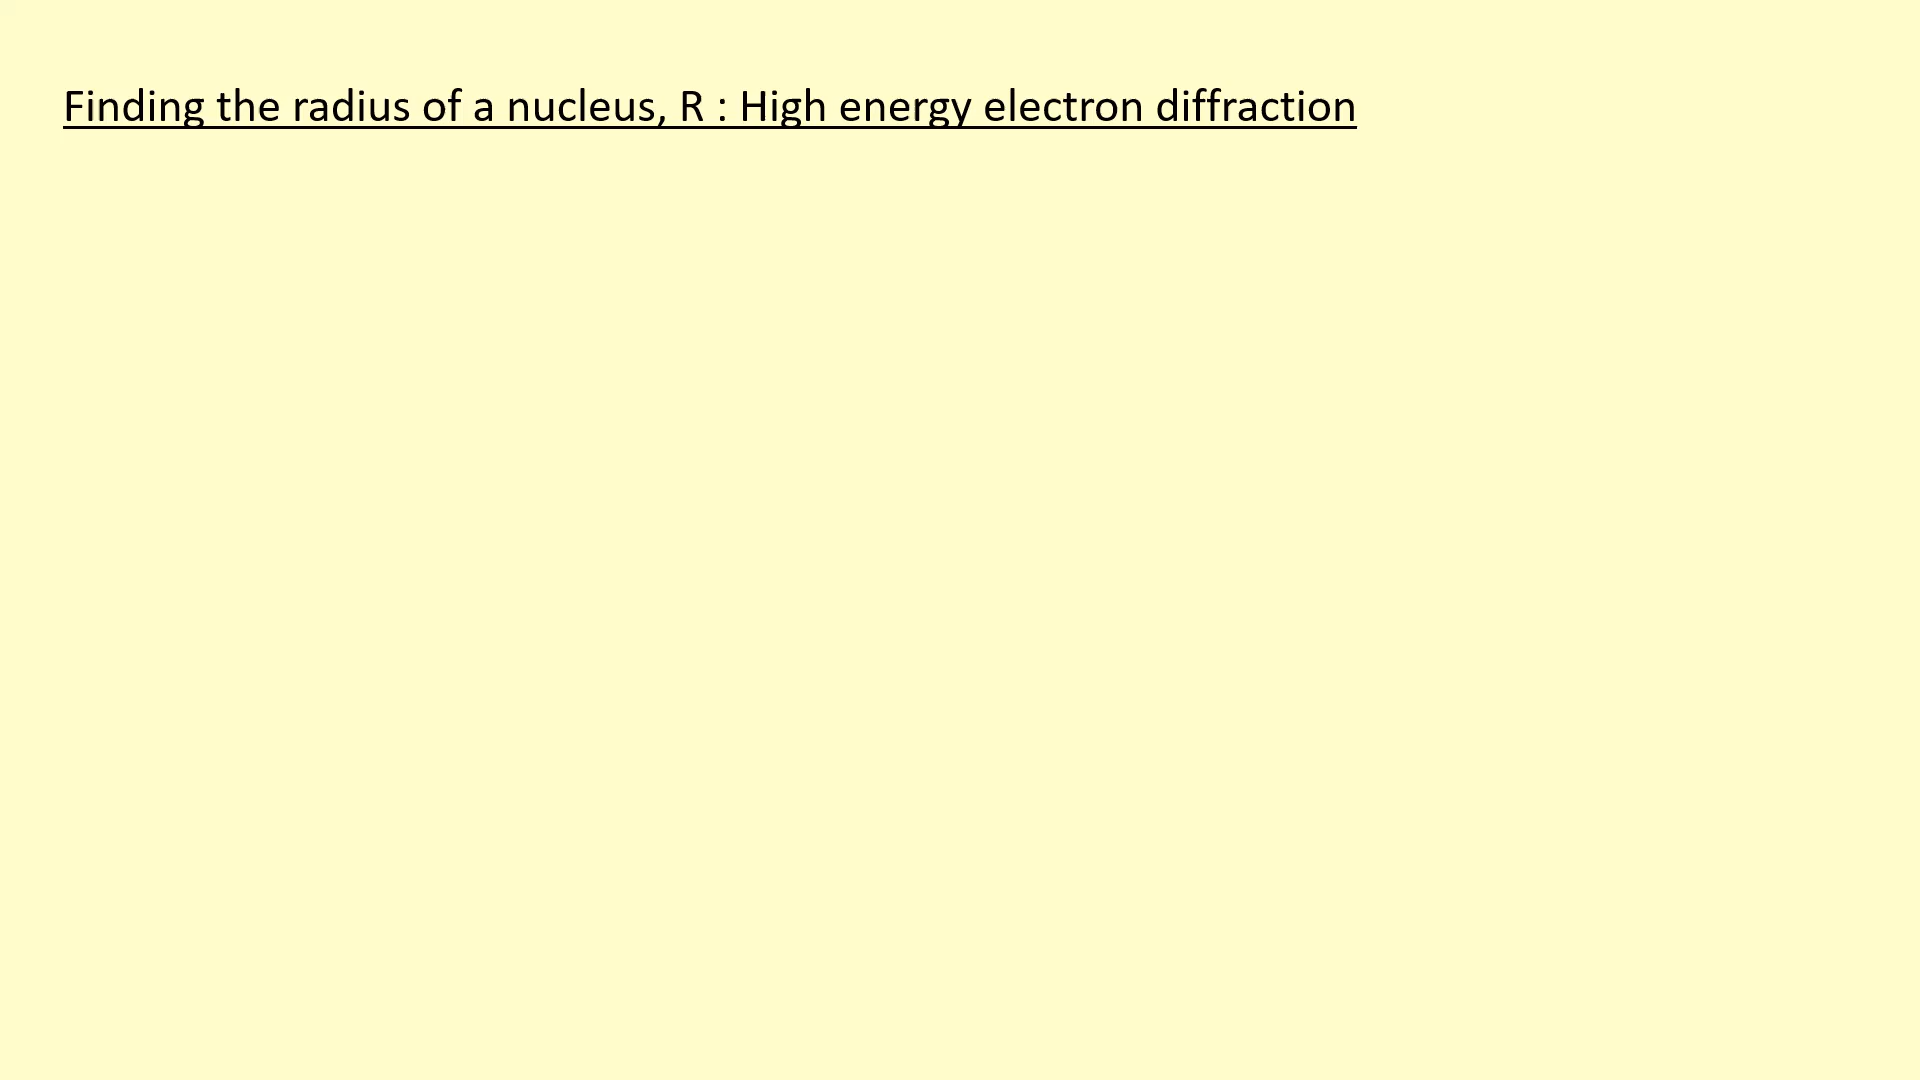 Finding the radius of a nucleus, R : High energy electron diffraction